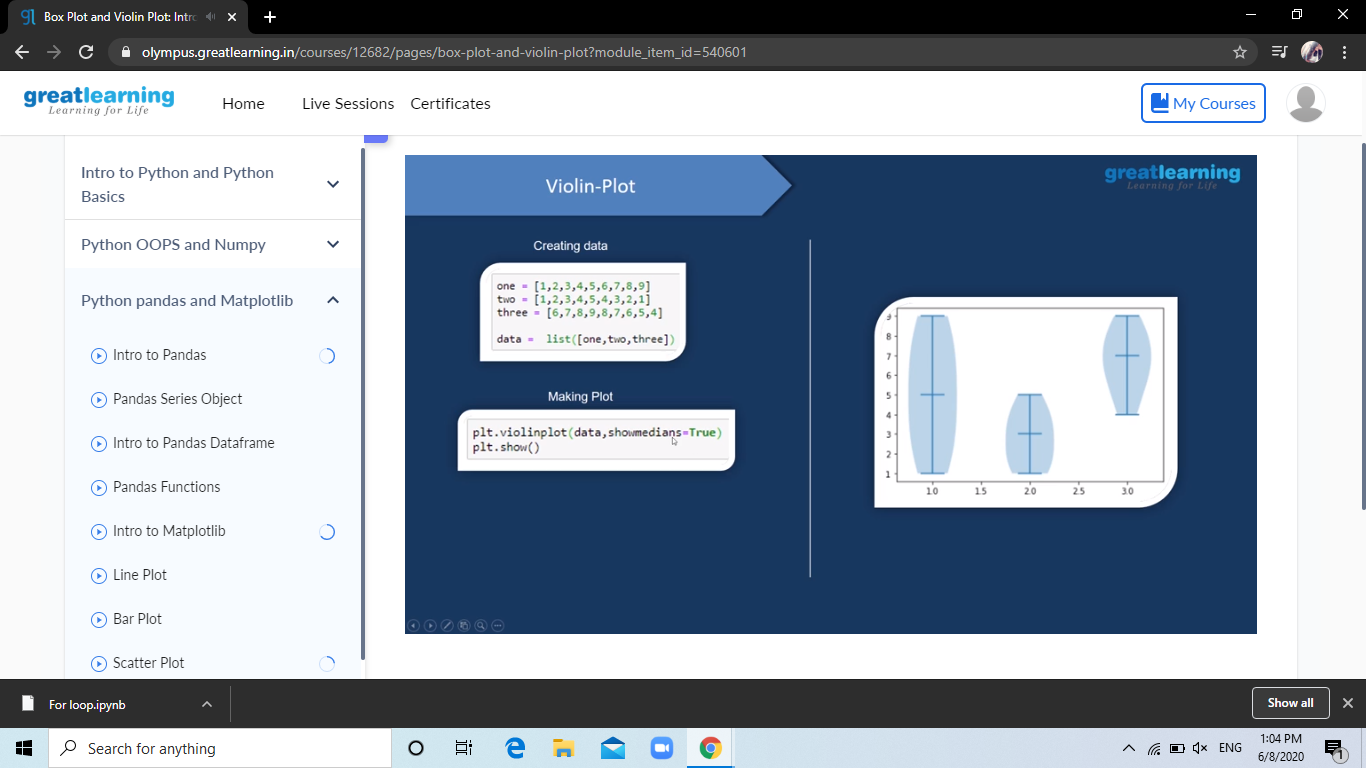 Box Plot and Violin Plot: Intro
olympus.greatlearning.in/courses/12682/pages/box-plot-and-violin-plot?module_item_id=540601
greatlearning
Learning for Life
Home
Live Sessions
Certificates
My Courses
Intro to Python and Python
Basics
Python OOPS and Numpy
Python pandas and Matplotlib
Intro to Pandas
Pandas Series Object
Intro to Pandas Dataframe
Pandas Functions
Intro to Matplotlib
Line Plot
Bar Plot
Scatter Plot
Violin-Plot
greatlearning
Learning for Life
Creating data
one = [1,2,3,4,5,6,7,8,9]
two = [1,2,3,4,5,4,3,2,1]
three = [6,7,8,9,8,7,6,5,4]
data = list([one,two,three])
Making Plot
plt.violinplot(data,showmedians=True)
plt.show()
9
8
7
6
5
4
3
2
1
1.0 1.5 2.0 2.5 3.0
For loop.ipynb
Show all
Search for anything
ENG
1:04 PM
6/8/2020
1